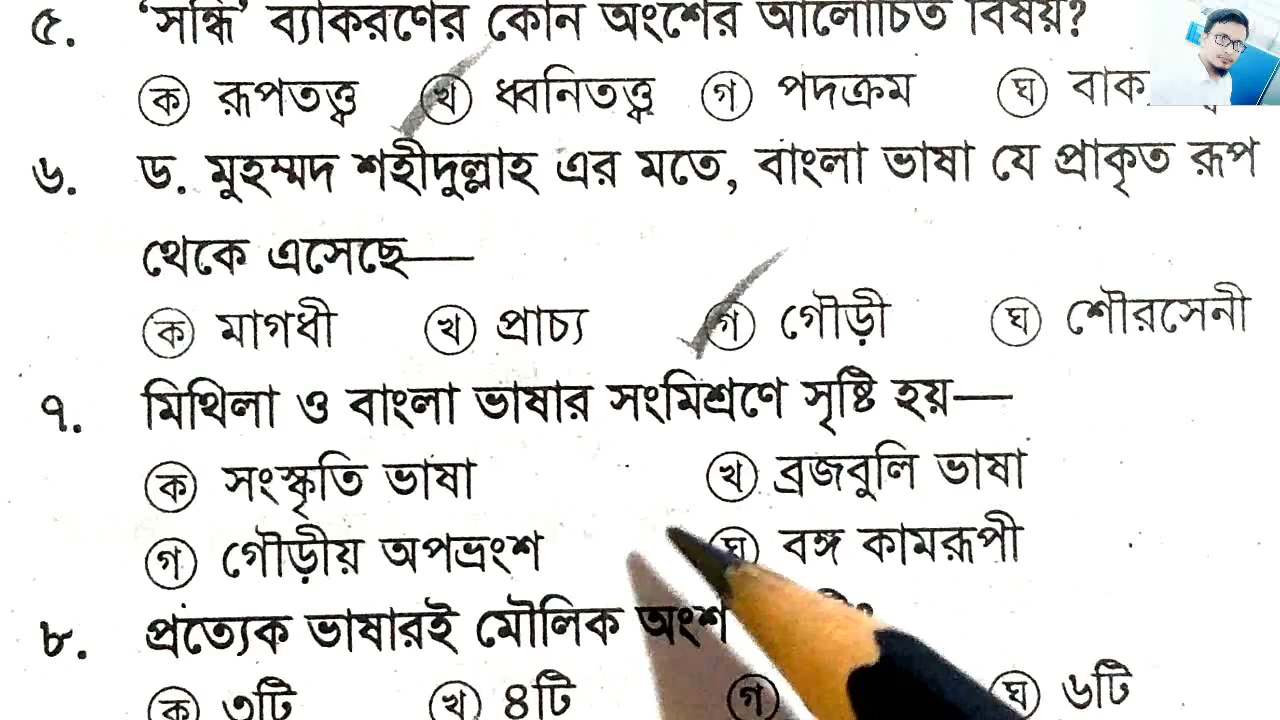 ৫. 'সন্ধি' ব্যাকরণের কোন অংশের আলোচিত বিষয়?
ক রূপতত্ত্ব খ ধ্বনিতত্ত্ব গ পদক্রম ঘ
৬. ড. মুহম্মদ শহীদুল্লাহ এর মতে, বাংলা ভাষা যে প্রাকৃত রূপ
থেকে এসেছে—
ক মাগধী খ প্রাচ্য গ গৌড়ী ঘ শৌরসেনী
৭. মিথিলা ও বাংলা ভাষার সংমিশ্রণে সৃষ্টি হয়—
ক সংস্কৃতি ভাষা খ ব্রজবুলি ভাষা
গ গৌড়ীয় অপভ্রংশ ঘ বঙ্গ কামরূপী
৮. প্রত্যেক ভাষারই মৌলিক অংশ
ক ৩টি খ ৪টি গ ঘ ৬টি